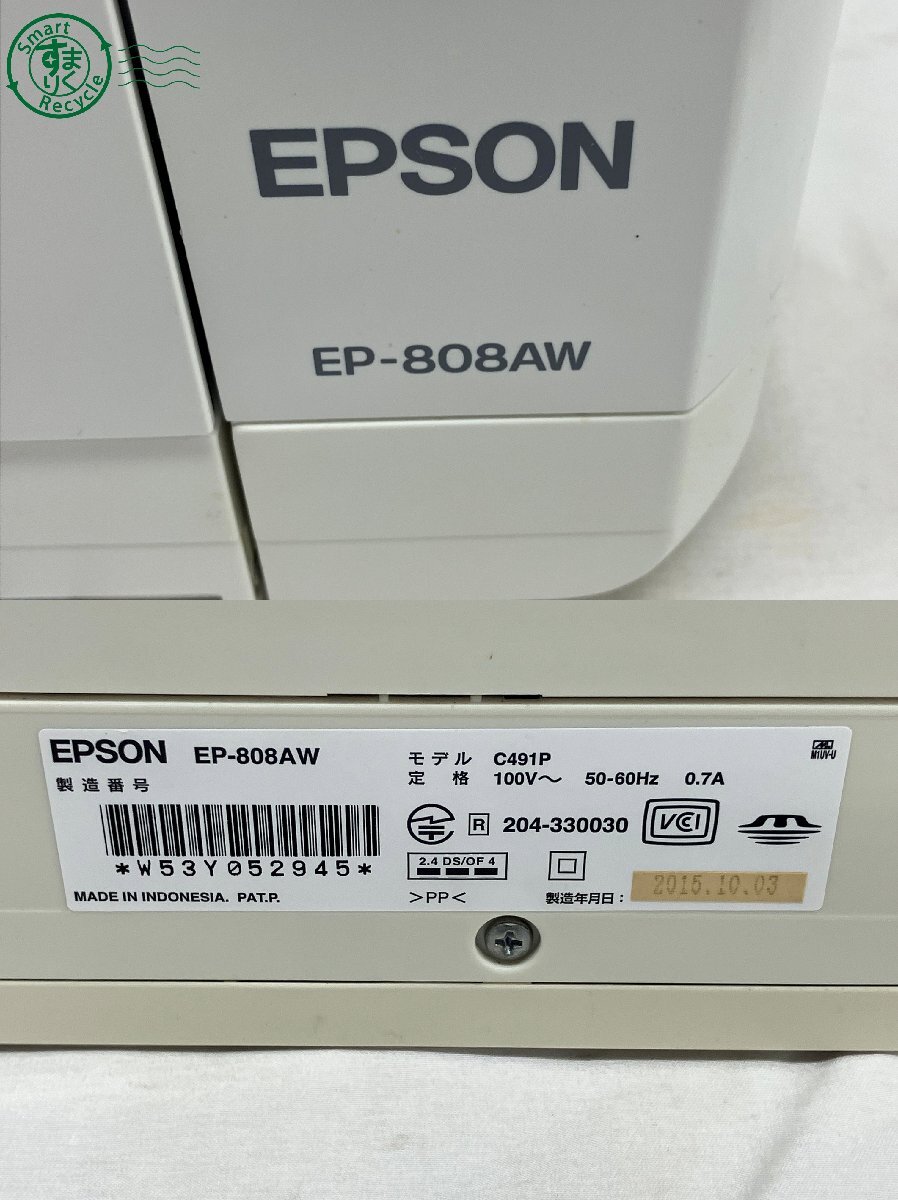 Smart
すまりく
Recycle
EPSON
EP-808AW
EPSON EP-808AW
製造番号
*W53Y052945*
MADE IN INDONESIA. PAT.P.
モデル C491P
定格 100V～ 50-60Hz 0.7A
R 204-330030 VCI
2.4 DS/OF 4
>PP<
製造年月日: 2015.10.03
M1UV-U